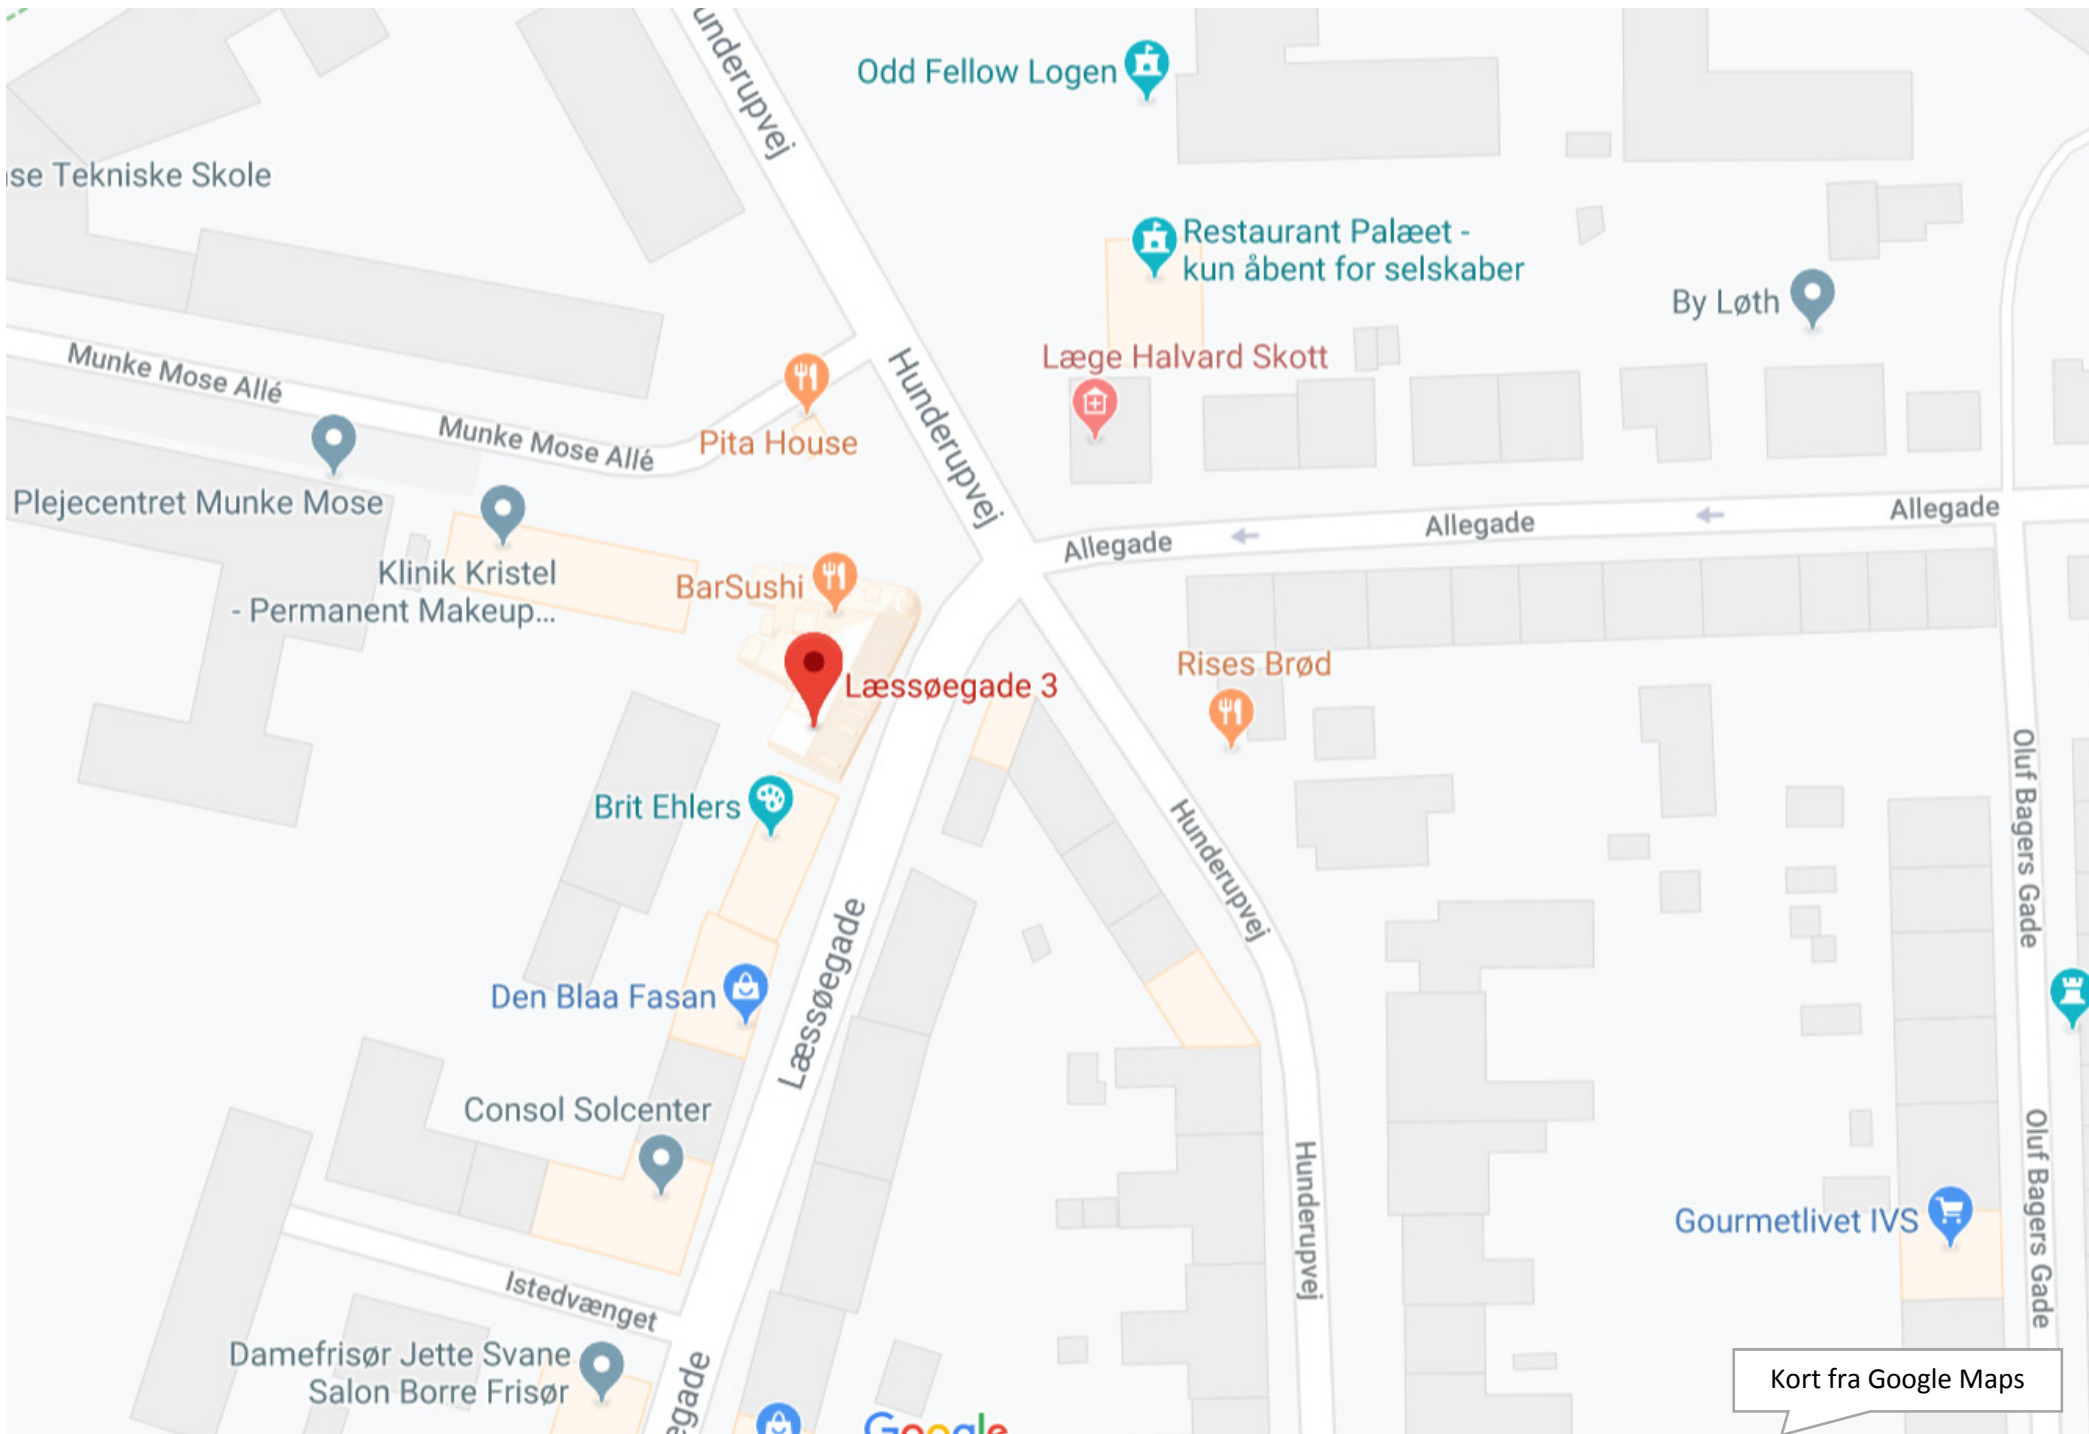 underupvej
Odd Fellow Logen
se Tekniske Skole
Restaurant Palæet -
kun åbent for selskaber
By Løth
Læge Halvard Skott
Munke Mose Allé
Munke Mose Allé
Pita House
Hunderupvej
Plejecentret Munke Mose
Allegade
Allegade
Allegade
Klinik Kristel
- Permanent Makeup...
BarSushi
Rises Brød
Læssøegade 3
Brit Ehlers
Hunderupvej
Oluf Bagers Gade
Den Blaa Fasan
Læssøegade
Consol Solcenter
Hunderupvej
Oluf Bagers Gade
Gourmetlivet IVS
Istedvænget
Damefrisør Jette Svane
Salon Borre Frisør
egade
Kort fra Google Maps
Google